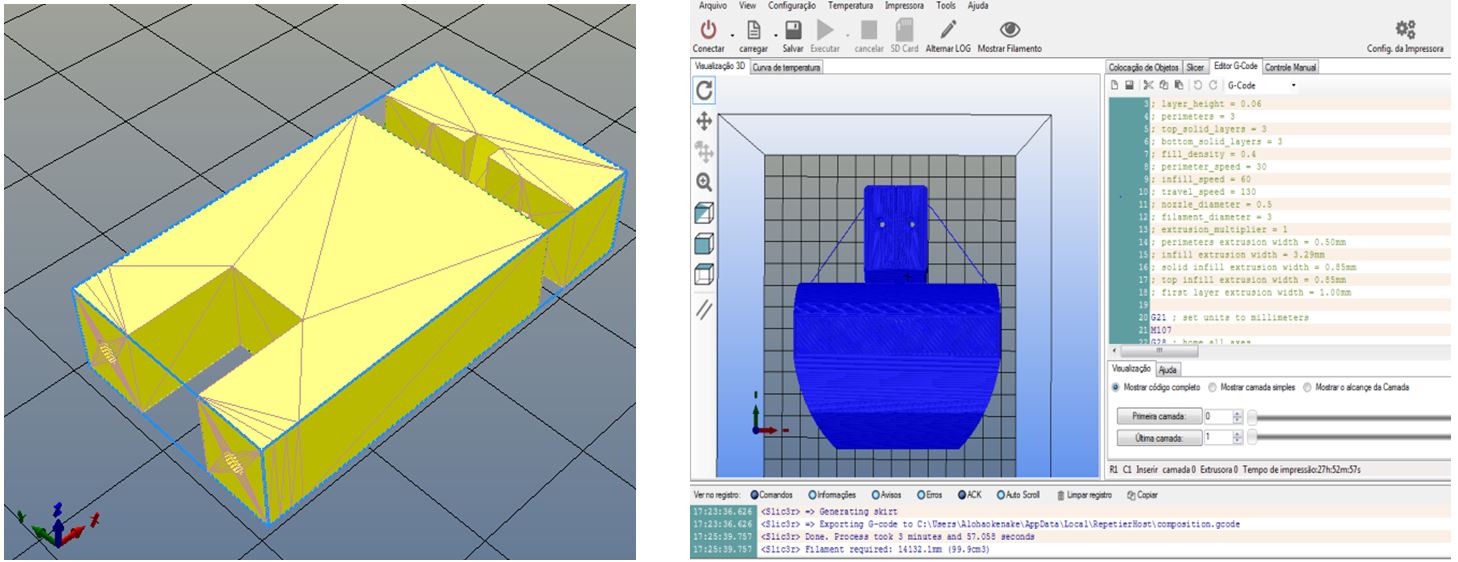 Arquivo View Configuração Temperatura Impressora Tools Ajuda
Conectar carregar Salvar Executar cancelar SD Card Alternar LOG Mostrar Filamento Config. da Impressora
Visualização 3D Curva de temperatura
Colocação de Objetos Slicer Editor G-Code Controle Manual
G-Code
3 ; layer_height = 0.06
4 ; perimeters = 3
5 ; top_solid_layers = 3
6 ; bottom_solid_layers = 3
7 ; fill_density = 0.4
8 ; perimeter_speed = 30
9 ; infill_speed = 60
10 ; travel_speed = 130
11 ; nozzle_diameter = 0.5
12 ; filament_diameter = 3
13 ; extrusion_multiplier = 1
14 ; perimeters extrusion width = 0.50mm
15 ; infill extrusion width = 3.29mm
16 ; solid infill extrusion width = 0.85mm
17 ; top infill extrusion width = 0.85mm
18 ; first layer extrusion width = 1.00mm
19
20 G21 ; set units to millimeters
21 M107
22 G28 ; home all axes
Visualização Ajuda
Mostrar código completo Mostrar camada simples Mostrar o alcançe da Camada
Primeira camada: 0
Última camada: 1
R1 C1 Inserir camada 0 Extrusora 0 Tempo de impressão:27h:52m:57s
Ver no registro: Comandos Informações Avisos Erros ACK Auto Scroll Limpar registro Copiar
17:23:36.626 <Slic3r> => Generating skirt
17:23:36.626 <Slic3r> => Exporting G-code to C:\Users\Alohaokenake\AppData\Local\RepetierHost\composition.gcode
17:25:39.757 <Slic3r> Done. Process took 3 minutes and 57.058 seconds
17:25:39.757 <Slic3r> Filament required: 14132.1mm (99.9cm3)